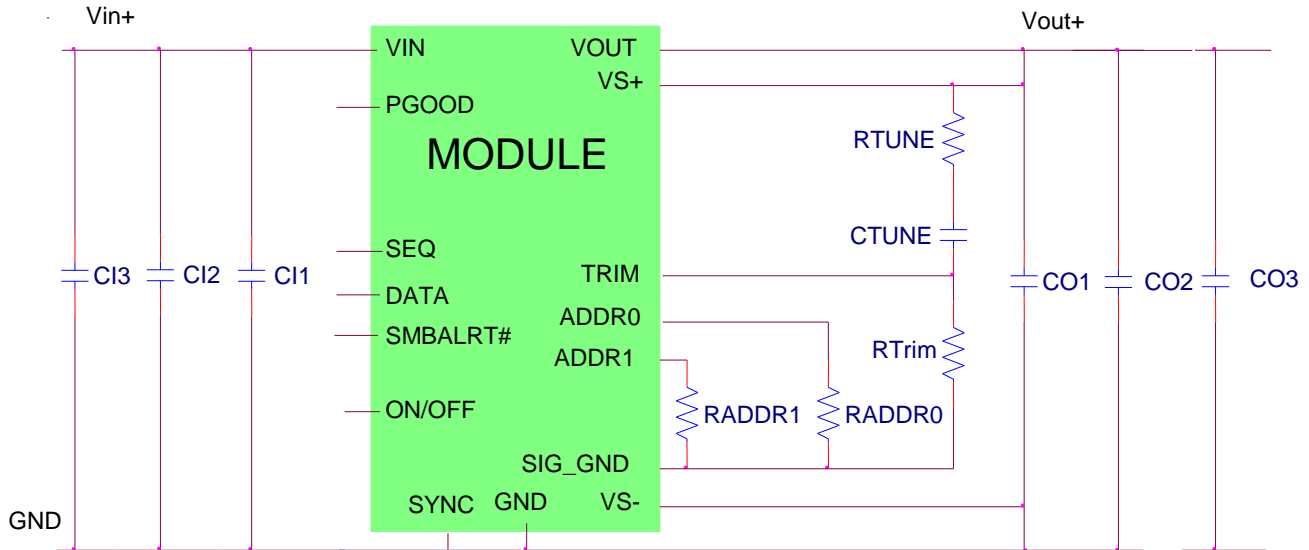 Vin+
Vout+
VIN
VOUT
VS+
PGOOD
MODULE
RTUNE
CTUNE
SEQ
TRIM
CI3
CI2
CI1
CO1
CO2
CO3
DATA
ADDR0
SMBALRT#
ADDR1
RTrim
ON/OFF
RADDR1
RADDR0
SIG_GND
SYNC
GND
VS-
GND